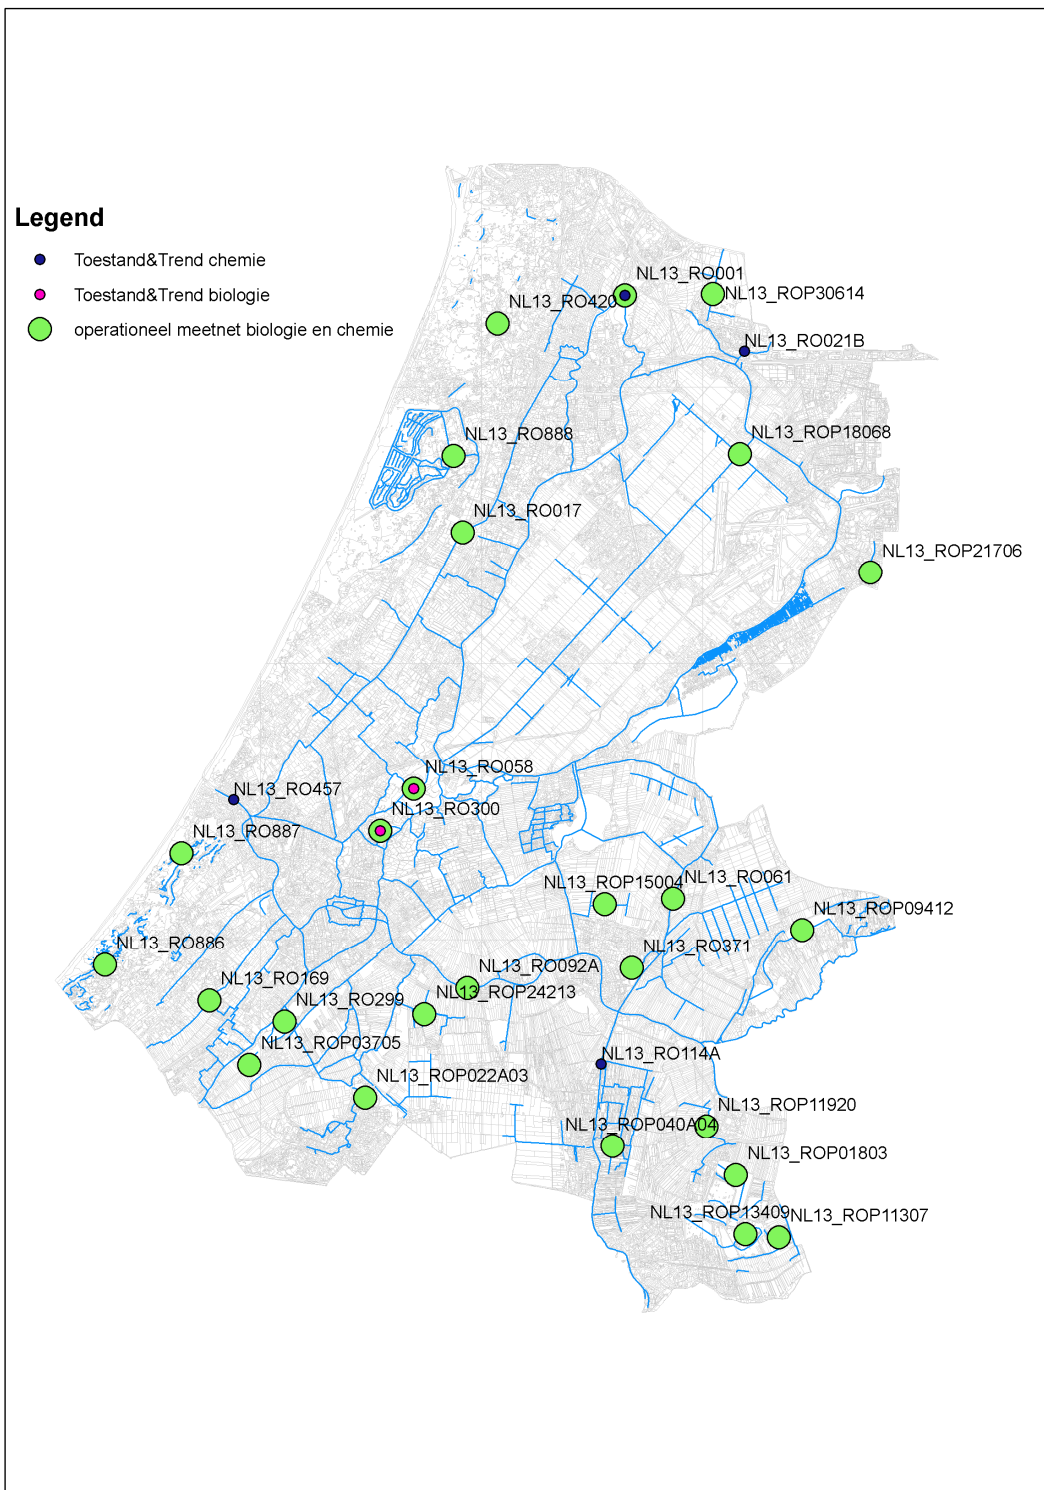 Legend
Toestand&Trend chemie
Toestand&Trend biologie
operationeel meetnet biologie en chemie
NL13_RO001
NL13_ROP30614
NL13_RO420
NL13_RO021B
NL13_RO888
NL13_ROP18068
NL13_RO017
NL13_ROP21706
NL13_RO058
NL13_RO457
NL13_RO300
NL13_RO887
NL13_ROP15004
NL13_RO061
NL13_ROP09412
NL13_RO886
NL13_RO371
NL13_RO092A
NL13_RO169
NL13_ROP24213
NL13_RO299
NL13_ROP03705
NL13_RO114A
NL13_ROP022A03
NL13_ROP11920
NL13_ROP040A04
NL13_ROP01803
NL13_ROP13409
NL13_ROP11307